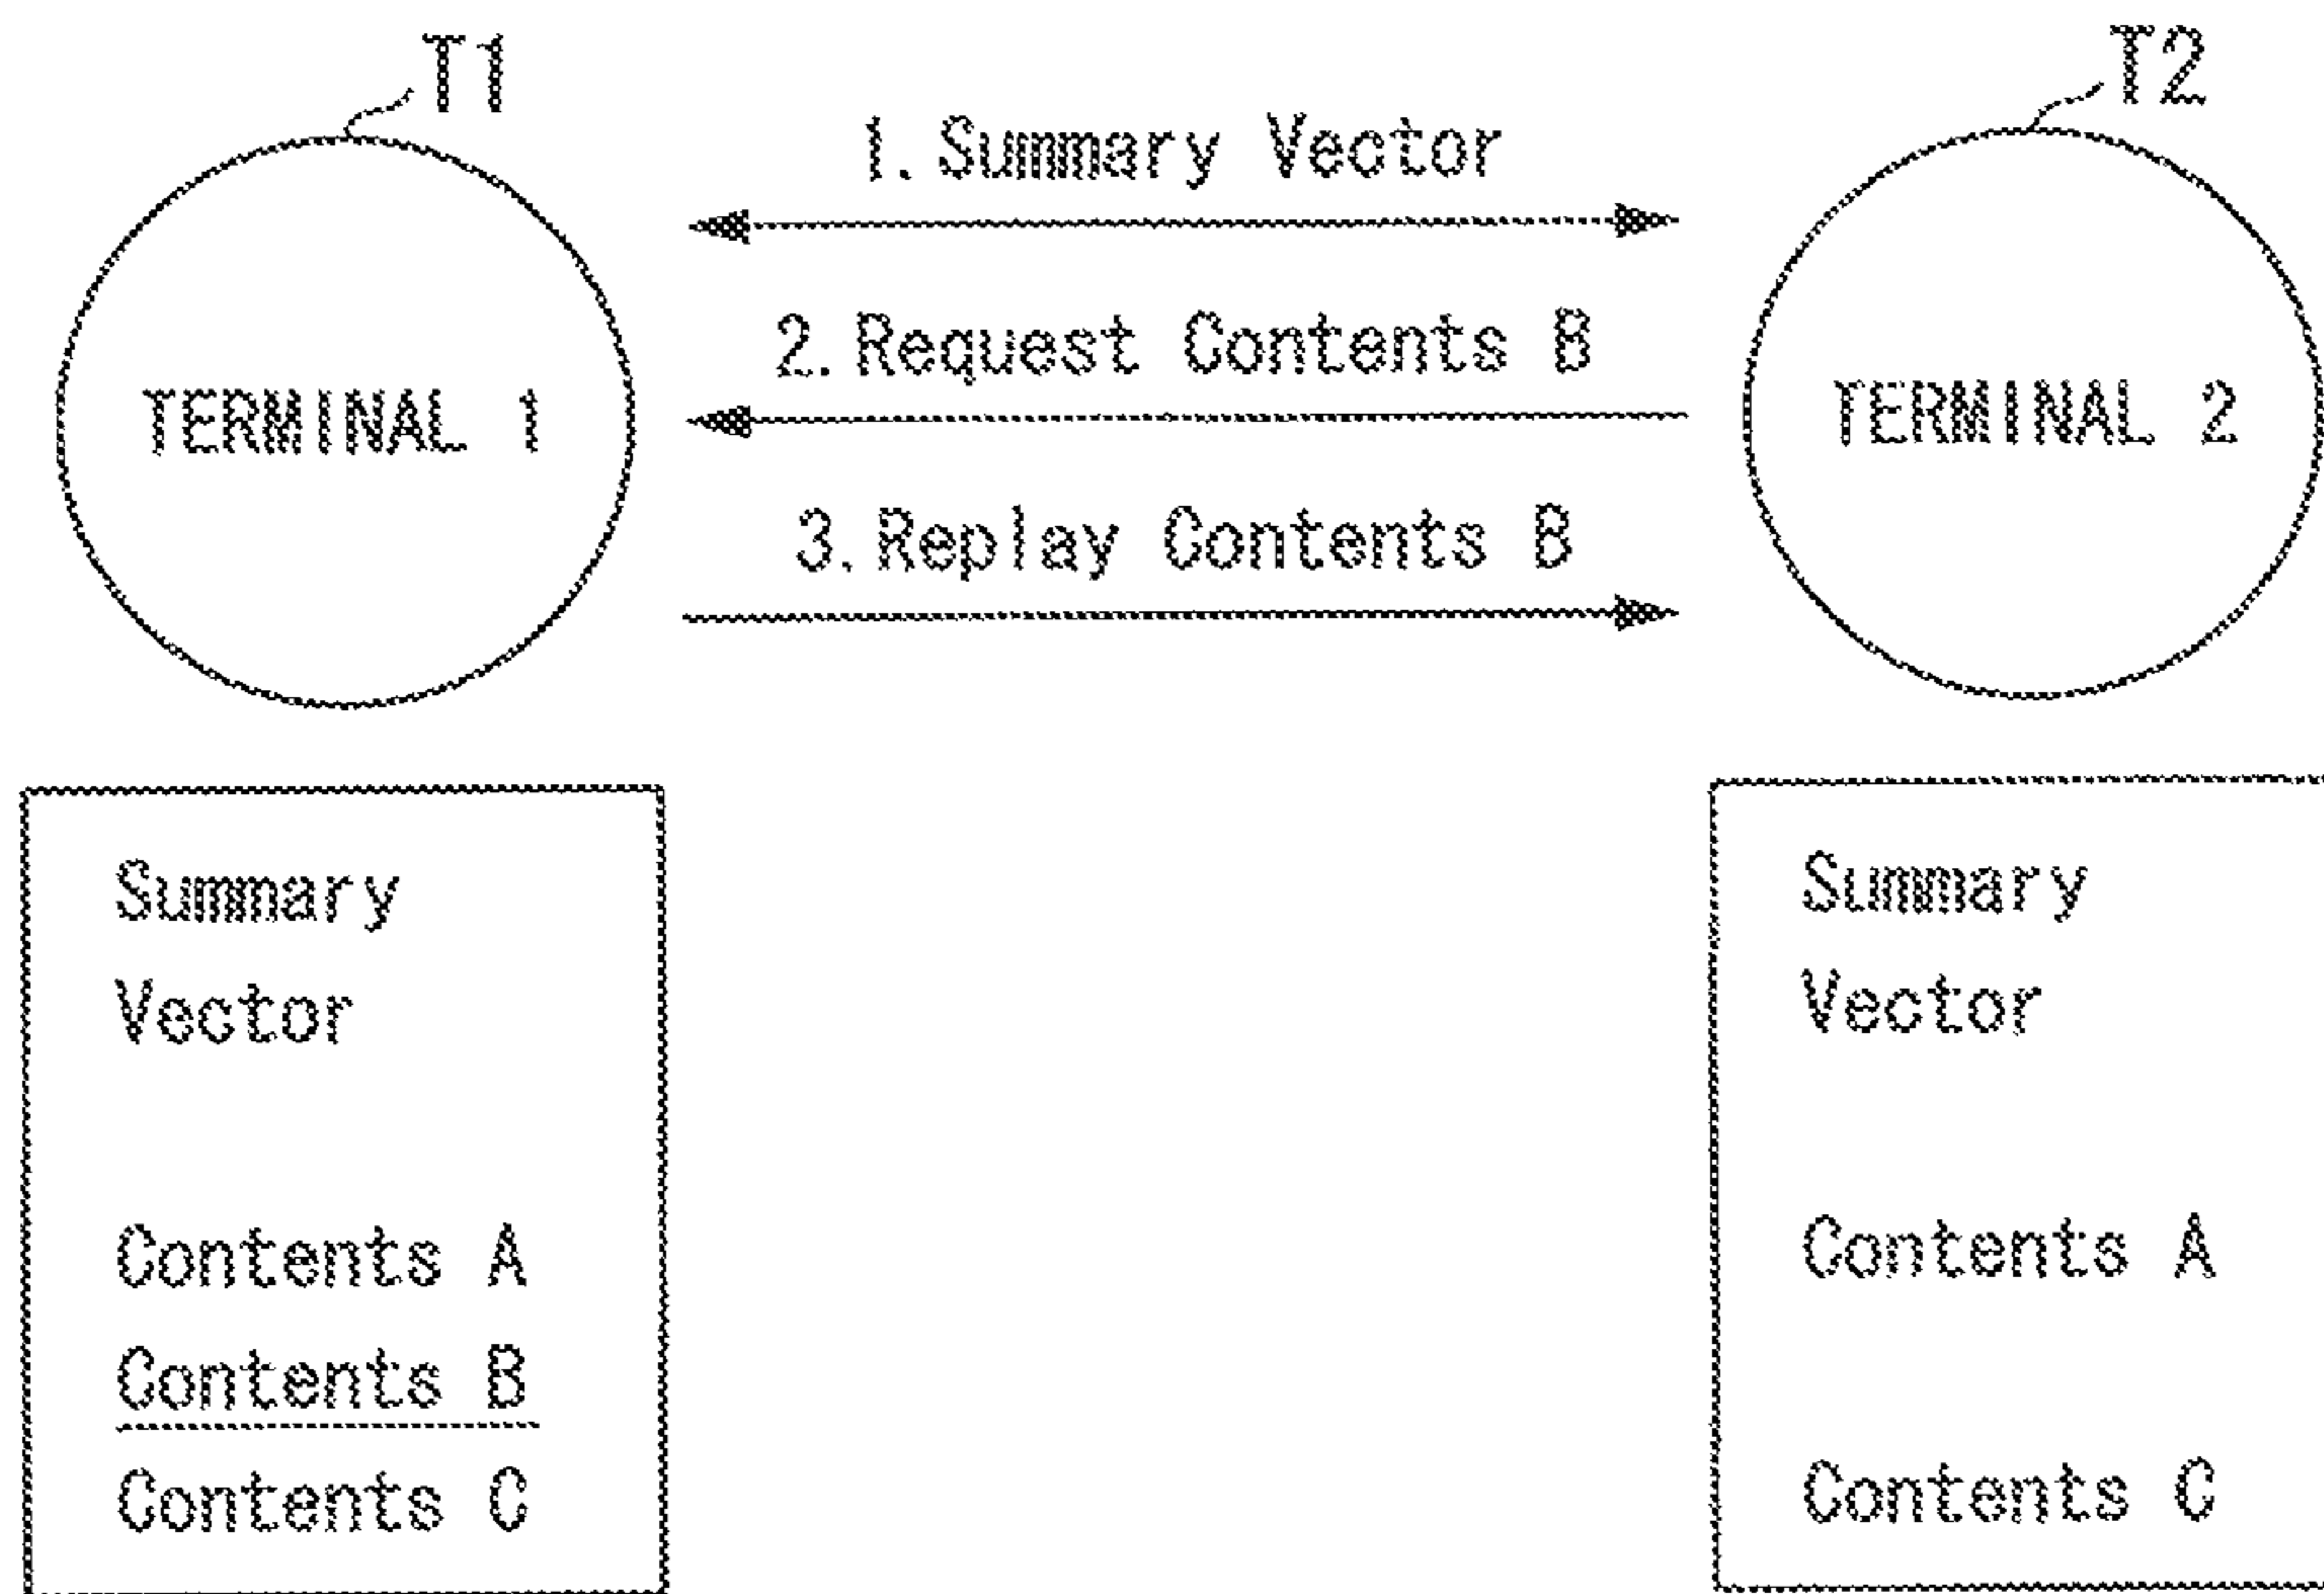 T1
T2
1. Summary Vector
2. Request Contents B
3. Replay Contents B
TERMINAL 1
TERMINAL 2
Summary
Vector
Contents A
Contents B
Contents C
Summary
Vector
Contents A
Contents C